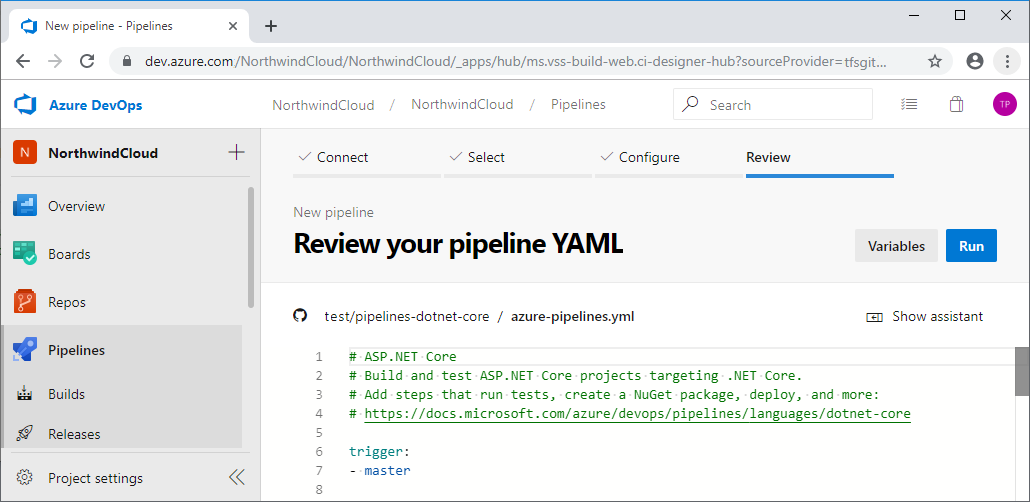 New pipeline - Pipelines
dev.azure.com/NorthwindCloud/NorthwindCloud/_apps/hub/ms.vss-build-web.ci-designer-hub?sourceProvider=tfsgit...
Azure DevOps
NorthwindCloud / NorthwindCloud / Pipelines
Search
TP
N NorthwindCloud
Overview
Boards
Repos
Pipelines
Builds
Releases
Project settings
Connect
Select
Configure
Review
New pipeline
Review your pipeline YAML
Variables
Run
test/pipelines-dotnet-core / azure-pipelines.yml
Show assistant
1 # ASP.NET Core
2 # Build and test ASP.NET Core projects targeting .NET Core.
3 # Add steps that run tests, create a NuGet package, deploy, and more:
4 # https://docs.microsoft.com/azure/devops/pipelines/languages/dotnet-core
5
6 trigger:
7 - master
8